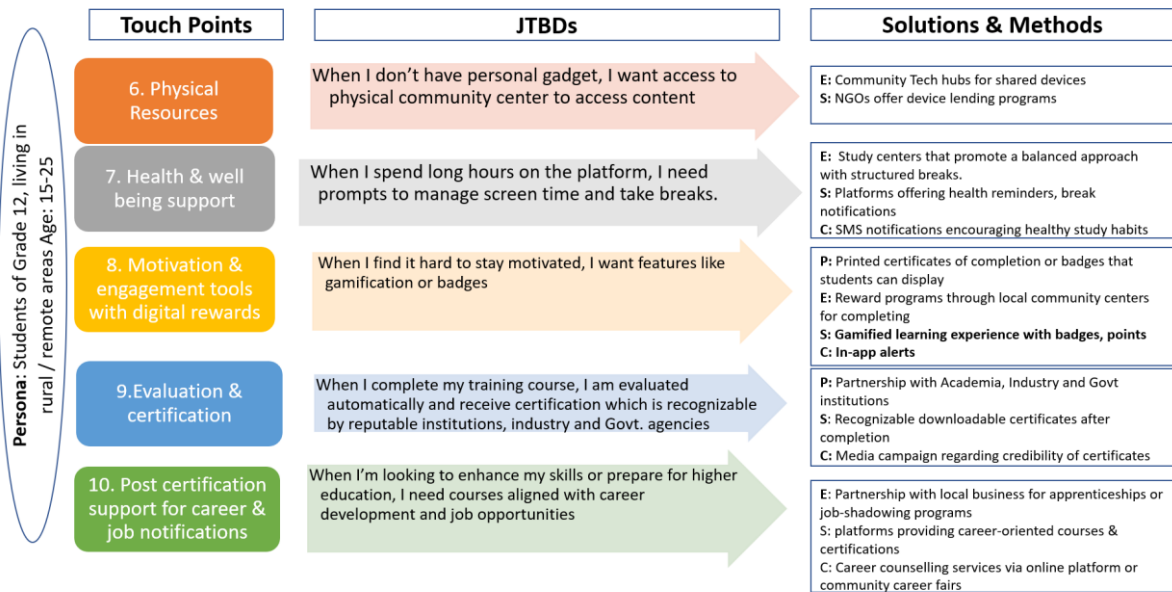 Touch Points
JTBDs
Solutions & Methods
Persona: Students of Grade 12, living in
rural / remote areas Age: 15-25
6. Physical
Resources
When I don’t have personal gadget, I want access to
physical community center to access content
E: Community Tech hubs for shared devices
S: NGOs offer device lending programs
7. Health & well
being support
When I spend long hours on the platform, I need
prompts to manage screen time and take breaks.
E: Study centers that promote a balanced approach
with structured breaks.
S: Platforms offering health reminders, break
notifications
C: SMS notifications encouraging healthy study habits
8. Motivation &
engagement tools
with digital rewards
When I find it hard to stay motivated, I want features like
gamification or badges
P: Printed certificates of completion or badges that
students can display
E: Reward programs through local community centers
for completing
S: Gamified learning experience with badges, points
C: In-app alerts
9.Evaluation &
certification
When I complete my training course, I am evaluated
automatically and receive certification which is recognizable
by reputable institutions, industry and Govt. agencies
P: Partnership with Academia, Industry and Govt
institutions
S: Recognizable downloadable certificates after
completion
C: Media campaign regarding credibility of certificates
10. Post certification
support for career &
job notifications
When I’m looking to enhance my skills or prepare for higher
education, I need courses aligned with career
development and job opportunities
E: Partnership with local business for apprenticeships or
job-shadowing programs
S: platforms providing career-oriented courses &
certifications
C: Career counselling services via online platform or
community career fairs